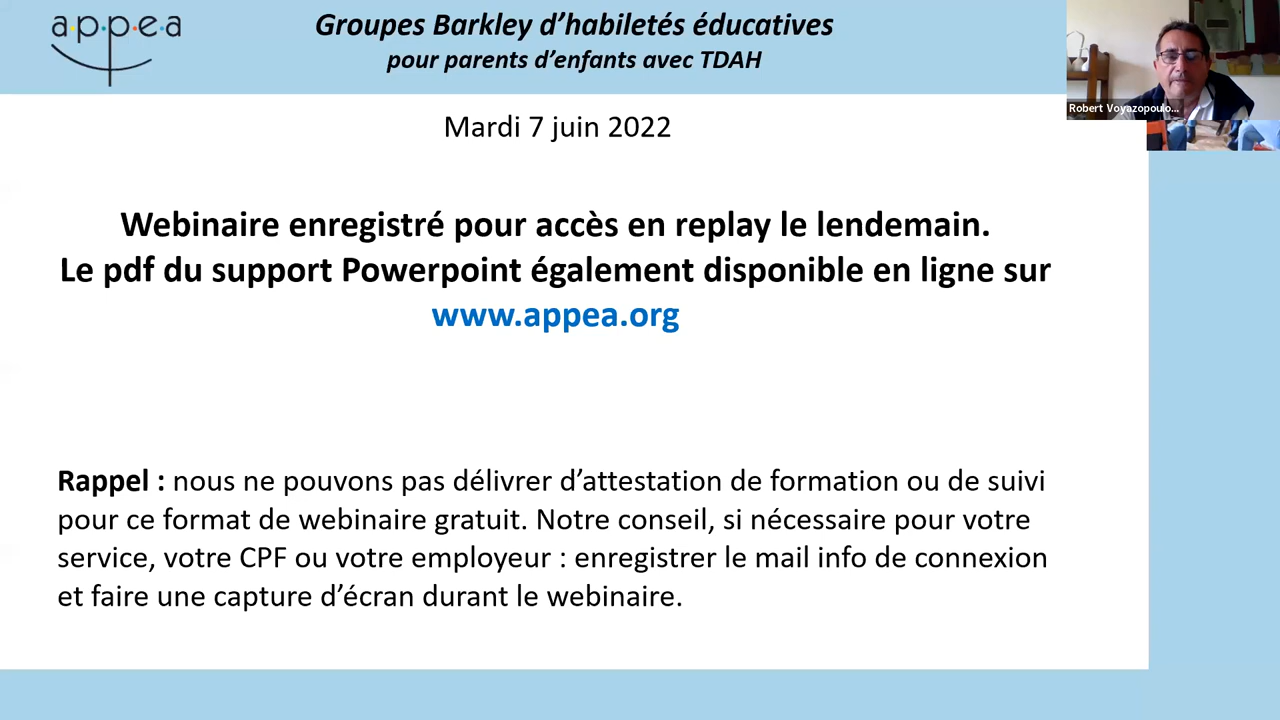 a·p·p·e·a
Groupes Barkley d’habiletés éducatives
pour parents d’enfants avec TDAH
Robert Voyazopoulo...
Mardi 7 juin 2022
Webinaire enregistré pour accès en replay le lendemain.
Le pdf du support Powerpoint également disponible en ligne sur
www.appea.org
Rappel : nous ne pouvons pas délivrer d’attestation de formation ou de suivi
pour ce format de webinaire gratuit. Notre conseil, si nécessaire pour votre
service, votre CPF ou votre employeur : enregistrer le mail info de connexion
et faire une capture d’écran durant le webinaire.